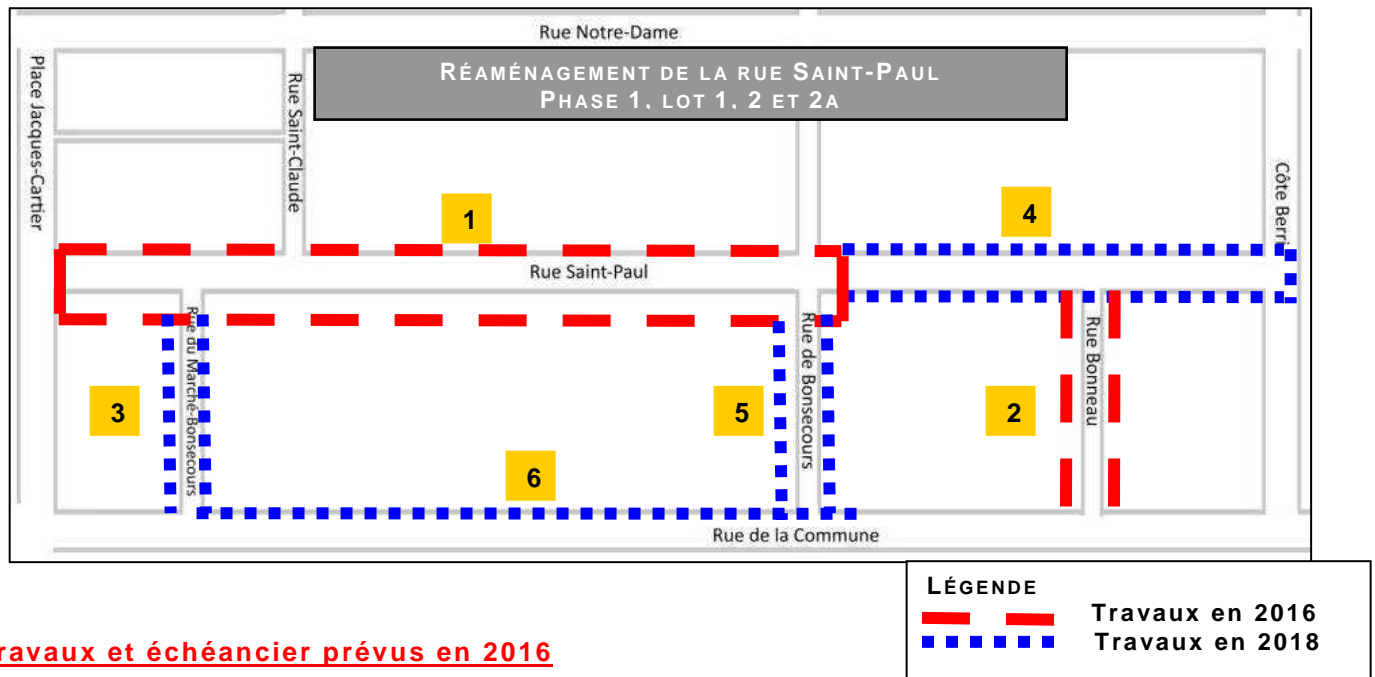 Rue Notre-Dame
RÉAMÉNAGEMENT DE LA RUE SAINT-PAUL
PHASE 1, LOT 1, 2 ET 2A
Place Jacques-Cartier
Rue Saint-Claude
Côte Berri
1
4
Rue Saint-Paul
Rue du Marché-Bonsecours
Rue de Bonsecours
Rue Bonneau
3
5
2
6
Rue de la Commune
LÉGENDE
Travaux en 2016
Travaux en 2018
ravaux et échéancier prévus en 2016